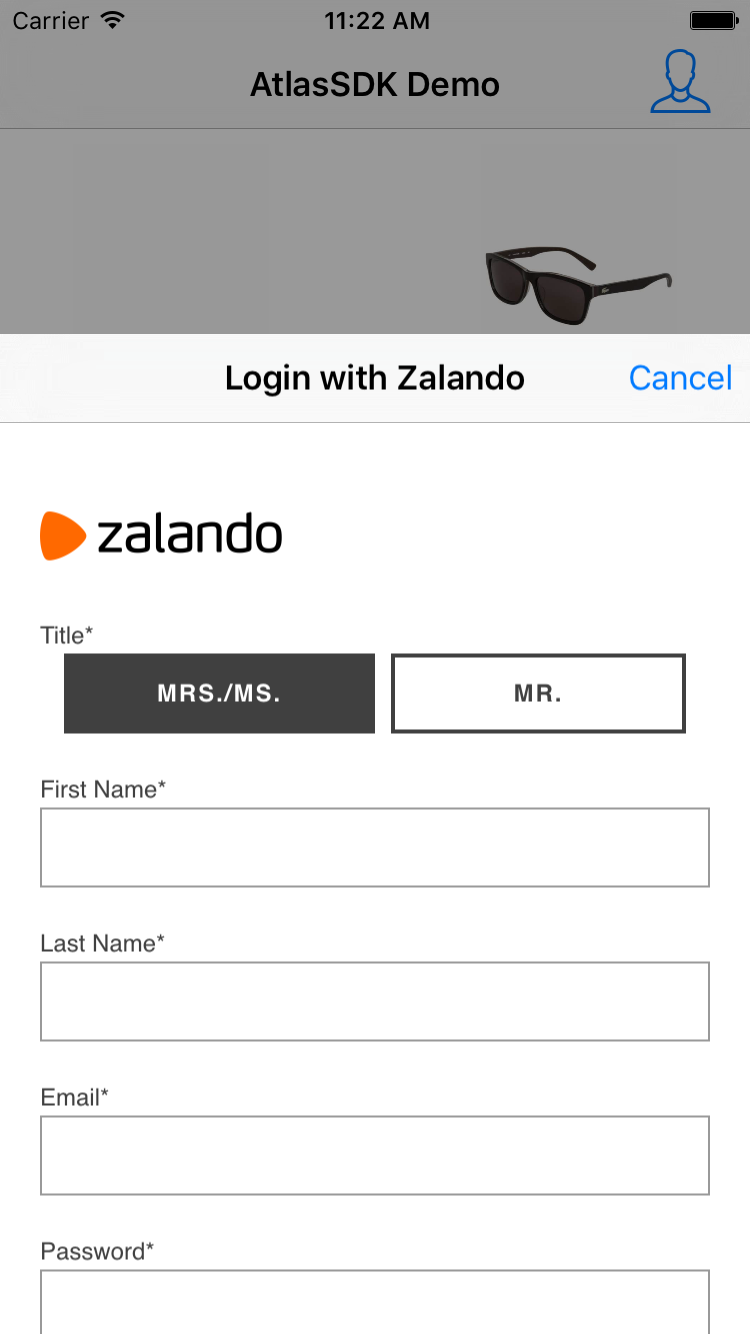 Carrier 11:22 AM
AtlasSDK Demo
Login with Zalando Cancel
zalando
Title*
MRS./MS. MR.
First Name*
Last Name*
Email*
Password*